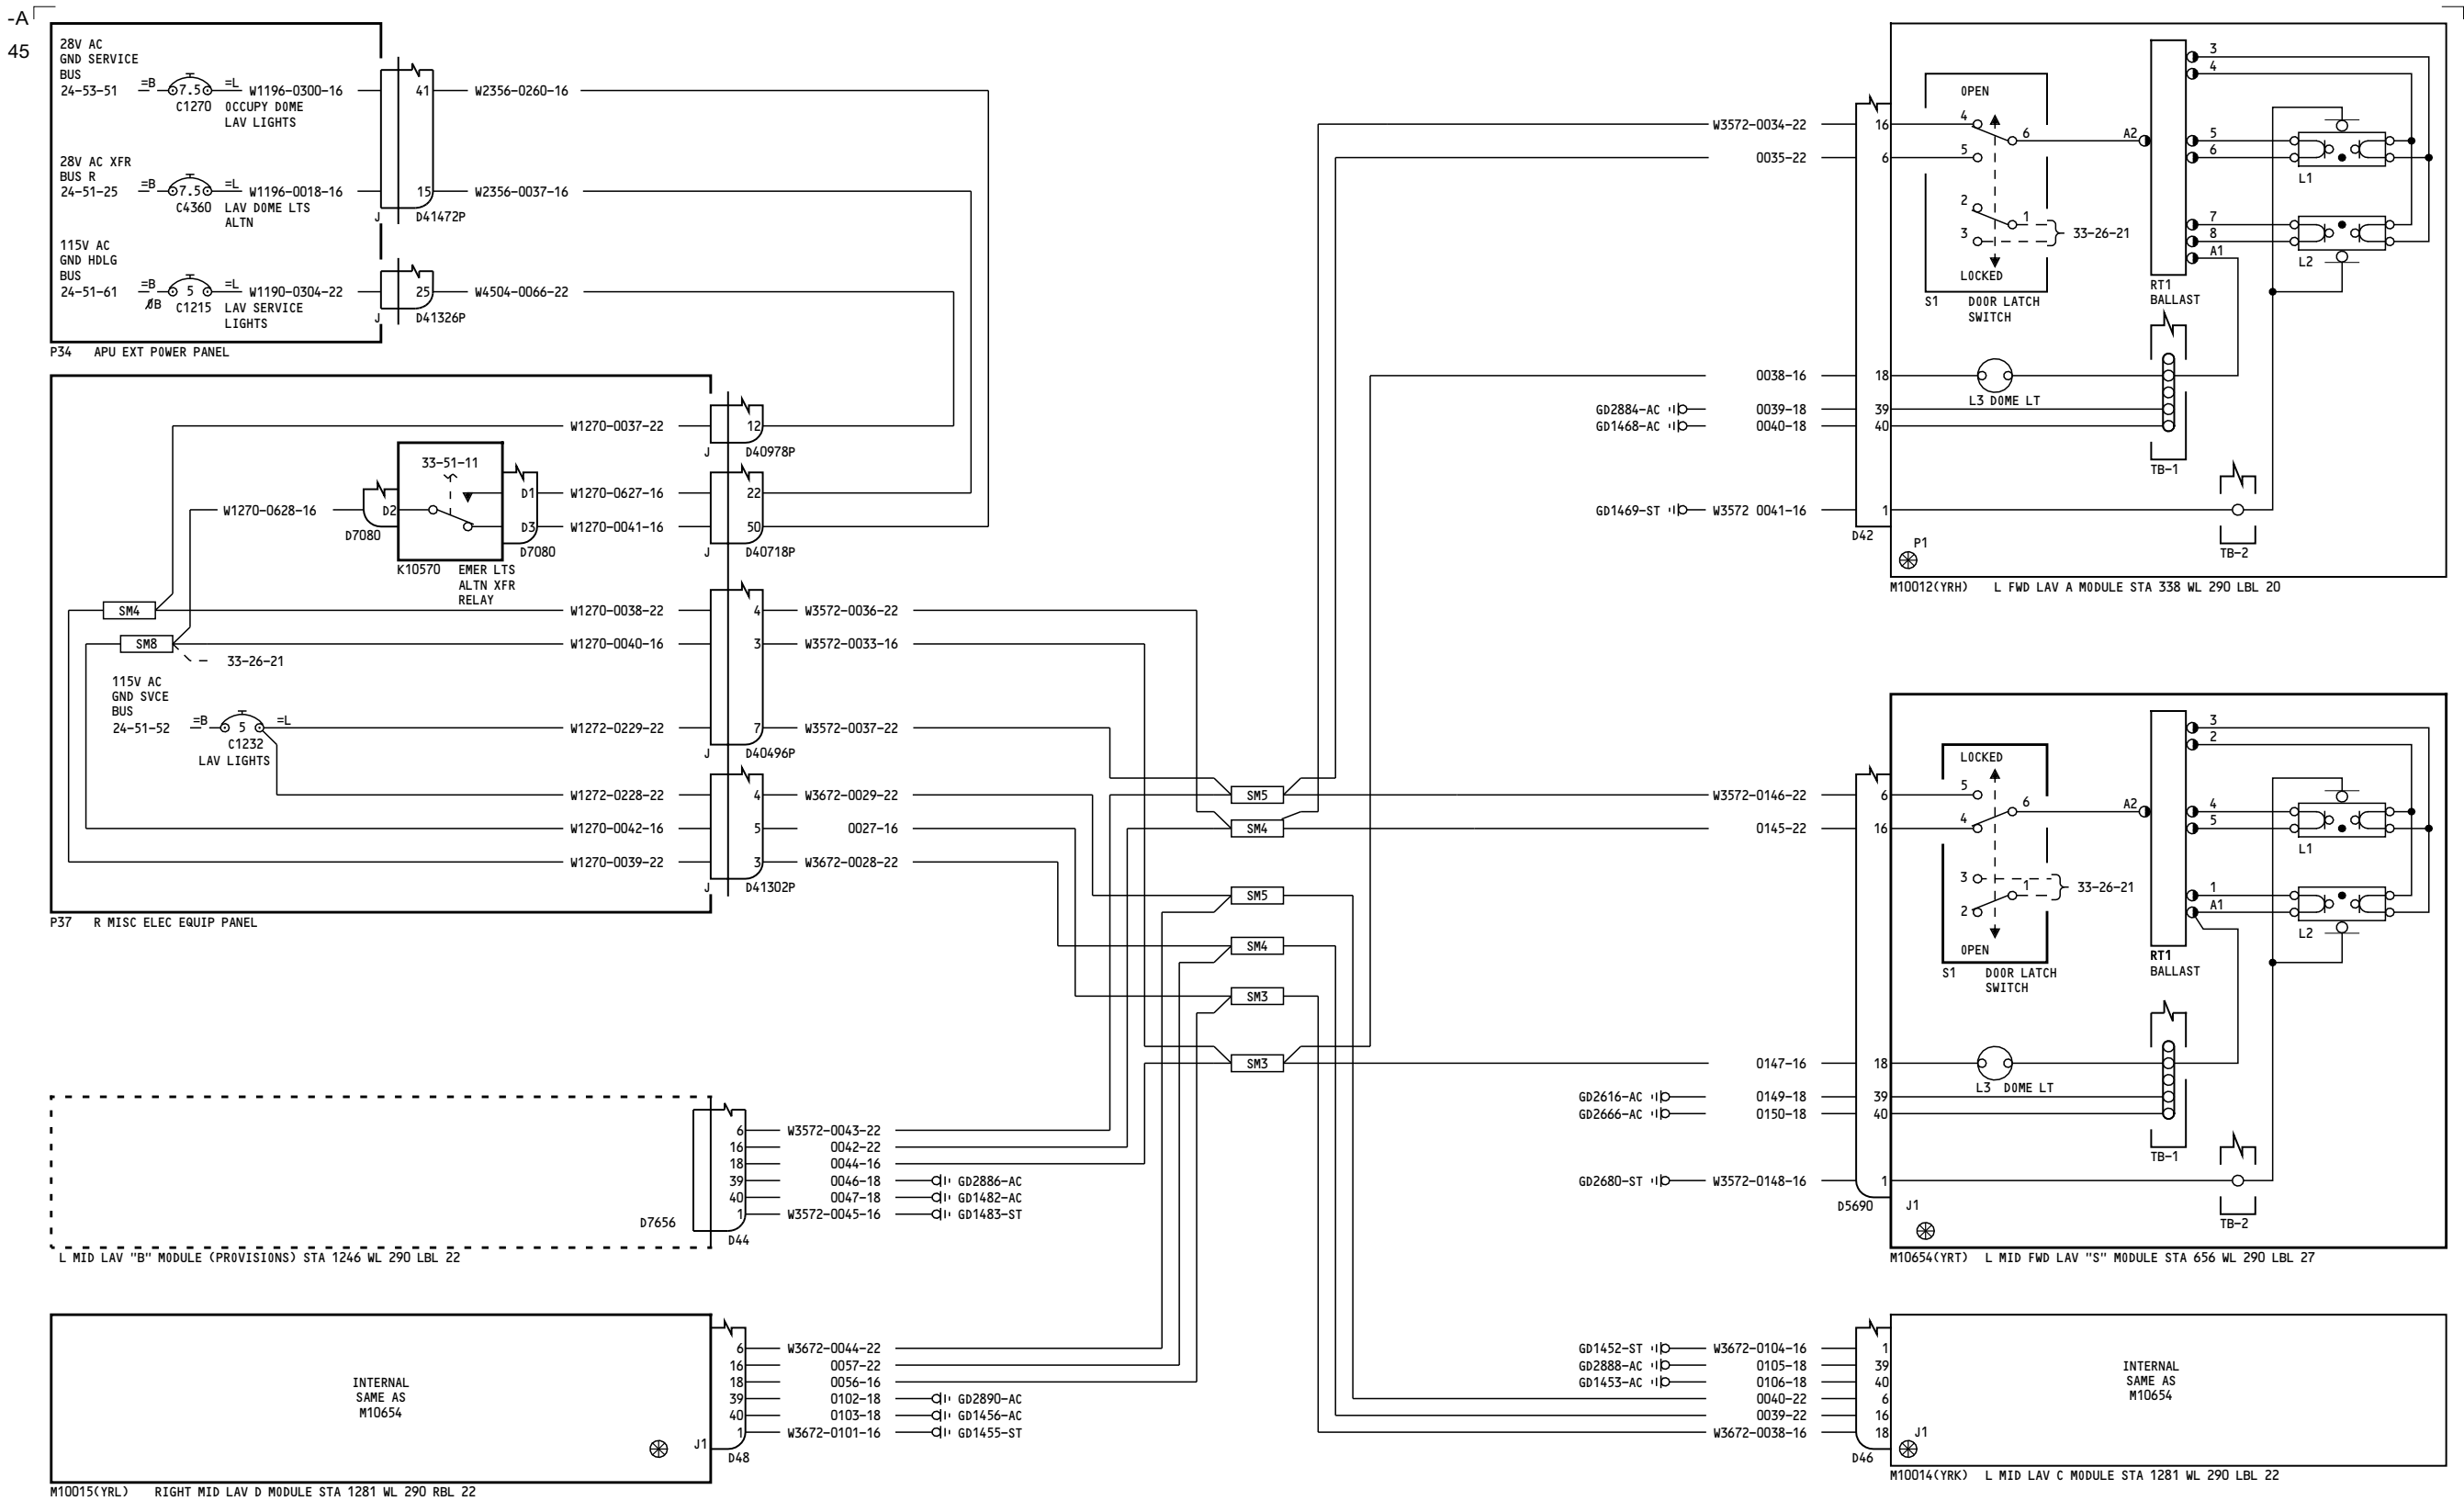 -A
45
28V AC
GND SERVICE
BUS
24-53-51
=B
7.5
=L
W1196-0300-16
C1270
OCCUPY DOME
LAV LIGHTS
41
W2356-0260-16
28V AC XFR
BUS R
24-51-25
=B
7.5
=L
W1196-0018-16
C4360
LAV DOME LTS
ALTN
15
W2356-0037-16
J
D41472P
115V AC
GND HDLG
BUS
24-51-61
=B
ØB
5
=L
W1190-0304-22
C1215
LAV SERVICE
LIGHTS
25
W4504-0066-22
J
D41326P
P34 APU EXT POWER PANEL
W1270-0037-22
12
J
D40978P
33-51-11
W1270-0628-16
D2
D1
W1270-0627-16
22
D3
W1270-0041-16
50
D7080
D7080
J
D40718P
K10570
EMER LTS
ALTN XFR
RELAY
SM4
W1270-0038-22
4
W3572-0036-22
SM8
W1270-0040-16
3
W3572-0033-16
33-26-21
115V AC
GND SVCE
BUS
24-51-52
=B
5
=L
C1232
LAV LIGHTS
W1272-0229-22
7
W3572-0037-22
J
D40496P
W1272-0228-22
4
W3672-0029-22
W1270-0042-16
5
0027-16
W1270-0039-22
3
W3672-0028-22
J
D41302P
P37 R MISC ELEC EQUIP PANEL
SM5
SM4
SM5
SM4
SM3
SM3
6
W3572-0043-22
16
0042-22
18
0044-16
39
0046-18
GD2886-AC
40
0047-18
GD1482-AC
1
W3572-0045-16
GD1483-ST
D7656
D44
L MID LAV "B" MODULE (PROVISIONS) STA 1246 WL 290 LBL 22
INTERNAL
SAME AS
M10654
6
W3672-0044-22
16
0057-22
18
0056-16
39
0102-18
GD2890-AC
40
0103-18
GD1456-AC
1
W3672-0101-16
GD1455-ST
J1
D48
M10015(YRL) RIGHT MID LAV D MODULE STA 1281 WL 290 RBL 22
W3572-0034-22
16
0035-22
6
0038-16
18
GD2884-AC
0039-18
39
GD1468-AC
0040-18
40
GD1469-ST
W3572 0041-16
1
D42
P1
OPEN
4
6
5
2
1
3
33-26-21
LOCKED
S1
DOOR LATCH
SWITCH
A2
3
4
5
6
7
8
A1
RT1
BALLAST
L1
L2
L3 DOME LT
TB-1
TB-2
M10012(YRH) L FWD LAV A MODULE STA 338 WL 290 LBL 20
W3572-0146-22
6
0145-22
16
0147-16
18
GD2616-AC
0149-18
39
GD2666-AC
0150-18
40
GD2680-ST
W3572-0148-16
1
D5690
J1
LOCKED
5
6
4
3
1
2
33-26-21
OPEN
S1
DOOR LATCH
SWITCH
A2
3
2
4
5
1
A1
RT1
BALLAST
L1
L2
L3 DOME LT
TB-1
TB-2
M10654(YRT) L MID FWD LAV "S" MODULE STA 656 WL 290 LBL 27
GD1452-ST
W3672-0104-16
1
GD2888-AC
0105-18
39
GD1453-AC
0106-18
40
0040-22
6
0039-22
16
W3672-0038-16
18
D46
J1
INTERNAL
SAME AS
M10654
M10014(YRK) L MID LAV C MODULE STA 1281 WL 290 LBL 22